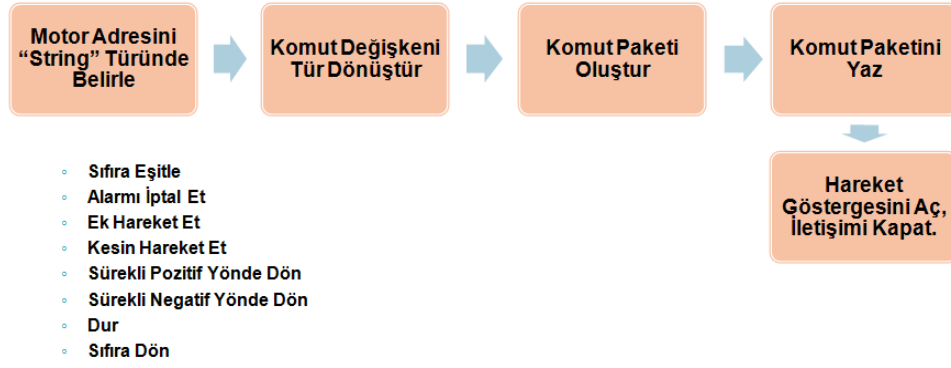 Motor Adresini
“String” Türünde
Belirle
Komut Değişkeni
Tür Dönüştür
Komut Paketi
Oluştur
Komut Paketini
Yaz
Hareket
Göstergesini Aç,
İletişimi Kapat.
Sıfıra Eşitle
Alarmı İptal Et
Ek Hareket Et
Kesin Hareket Et
Sürekli Pozitif Yönde Dön
Sürekli Negatif Yönde Dön
Dur
Sıfıra Dön